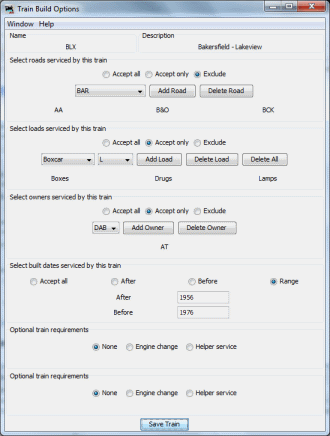 Train Build Options
Window Help
Name Description
BLX Bakersfield - Lakeview
Select roads serviced by this train
Accept all Accept only Exclude
BAR Add Road Delete Road
AA B&O BCK
Select loads serviced by this train
Accept all Accept only Exclude
Boxcar L Add Load Delete Load Delete All
Boxes Drugs Lamps
Select owners serviced by this train
Accept all Accept only Exclude
DAB Add Owner Delete Owner
AT
Select built dates serviced by this train
Accept all After Before Range
After 1956
Before 1976
Optional train requirements
None Engine change Helper service
Optional train requirements
None Engine change Helper service
Save Train